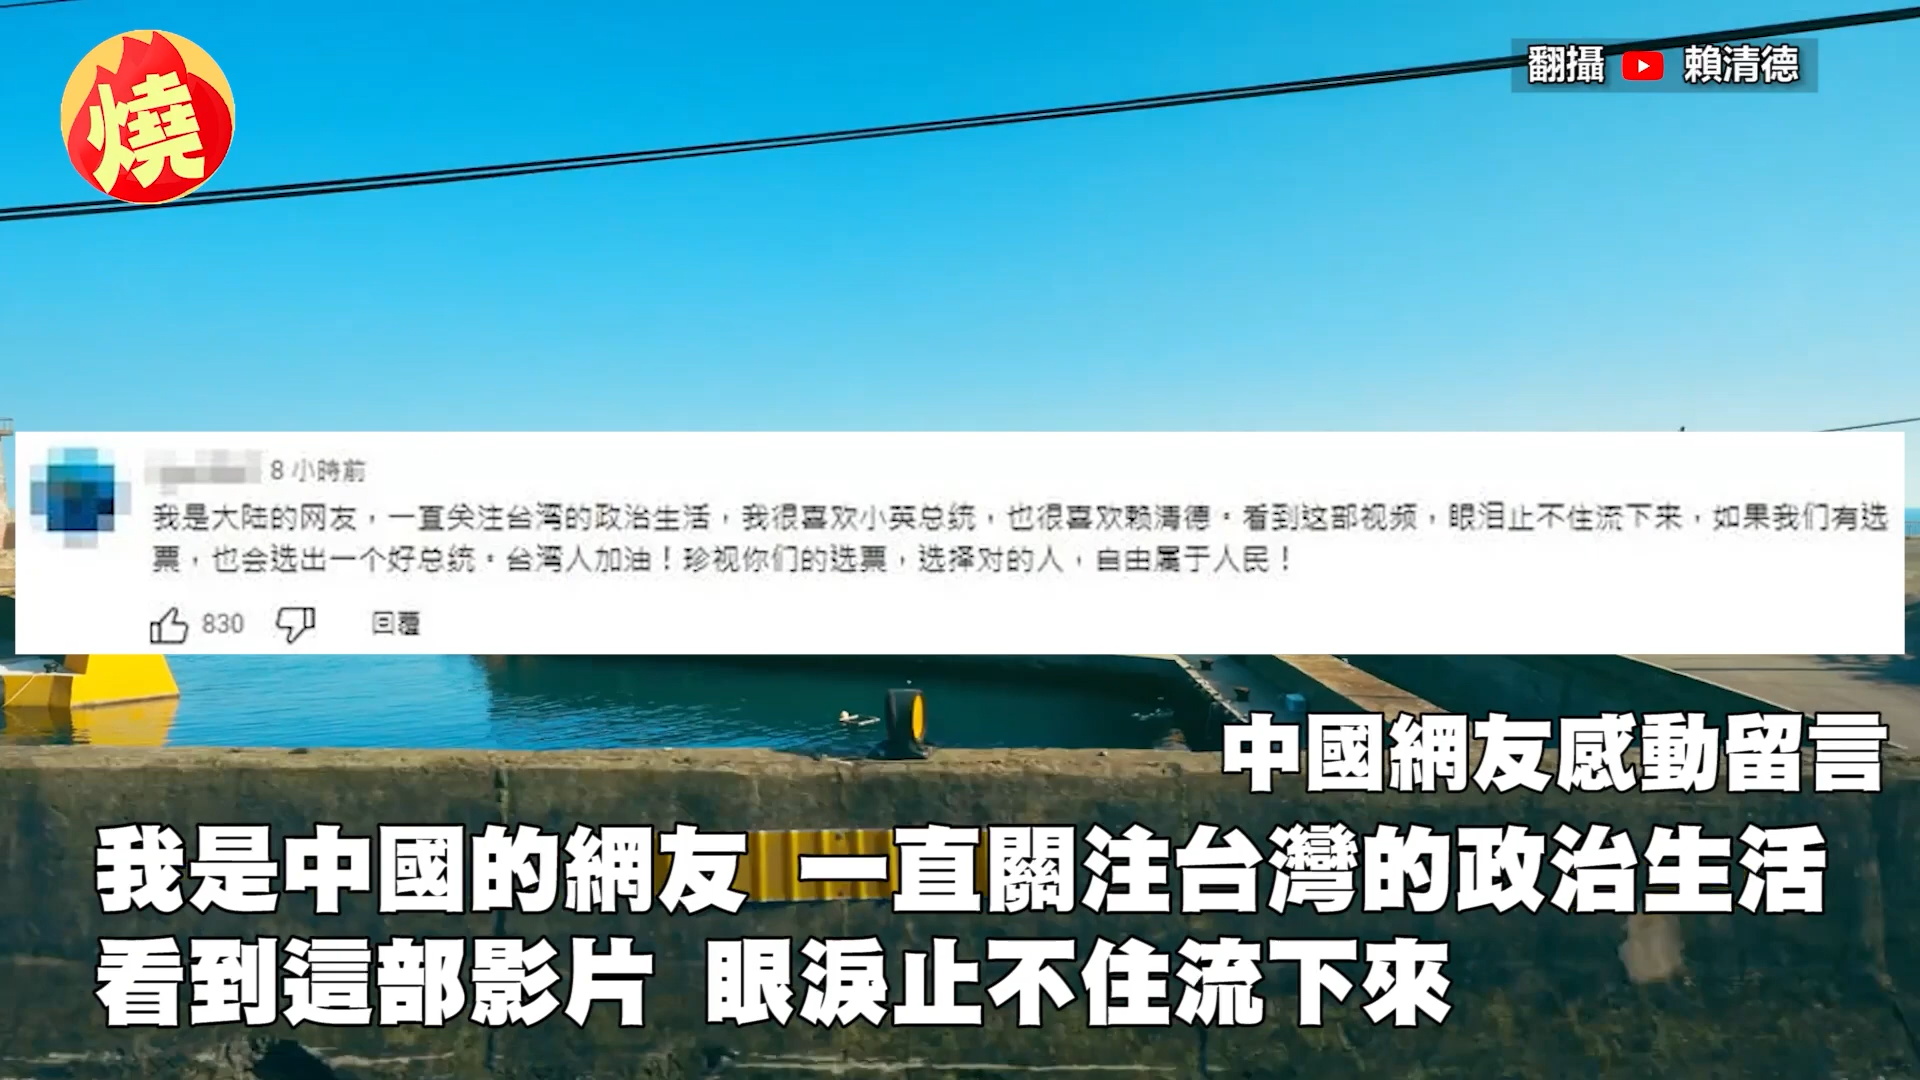 燒
翻攝 賴清德
8 小時前
我是大陆的网友，一直关注台湾的政治生活，我很喜欢小英总统，也很喜欢赖清德。看到这部视频，眼泪止不住流下来，如果我们有选
票，也会选出一个好总统。台湾人加油！珍视你们的选票，选择对的人，自由属于人民！
830 回覆
中國網友感動留言
我是中國的網友 一直關注台灣的政治生活
看到這部影片 眼淚止不住流下來